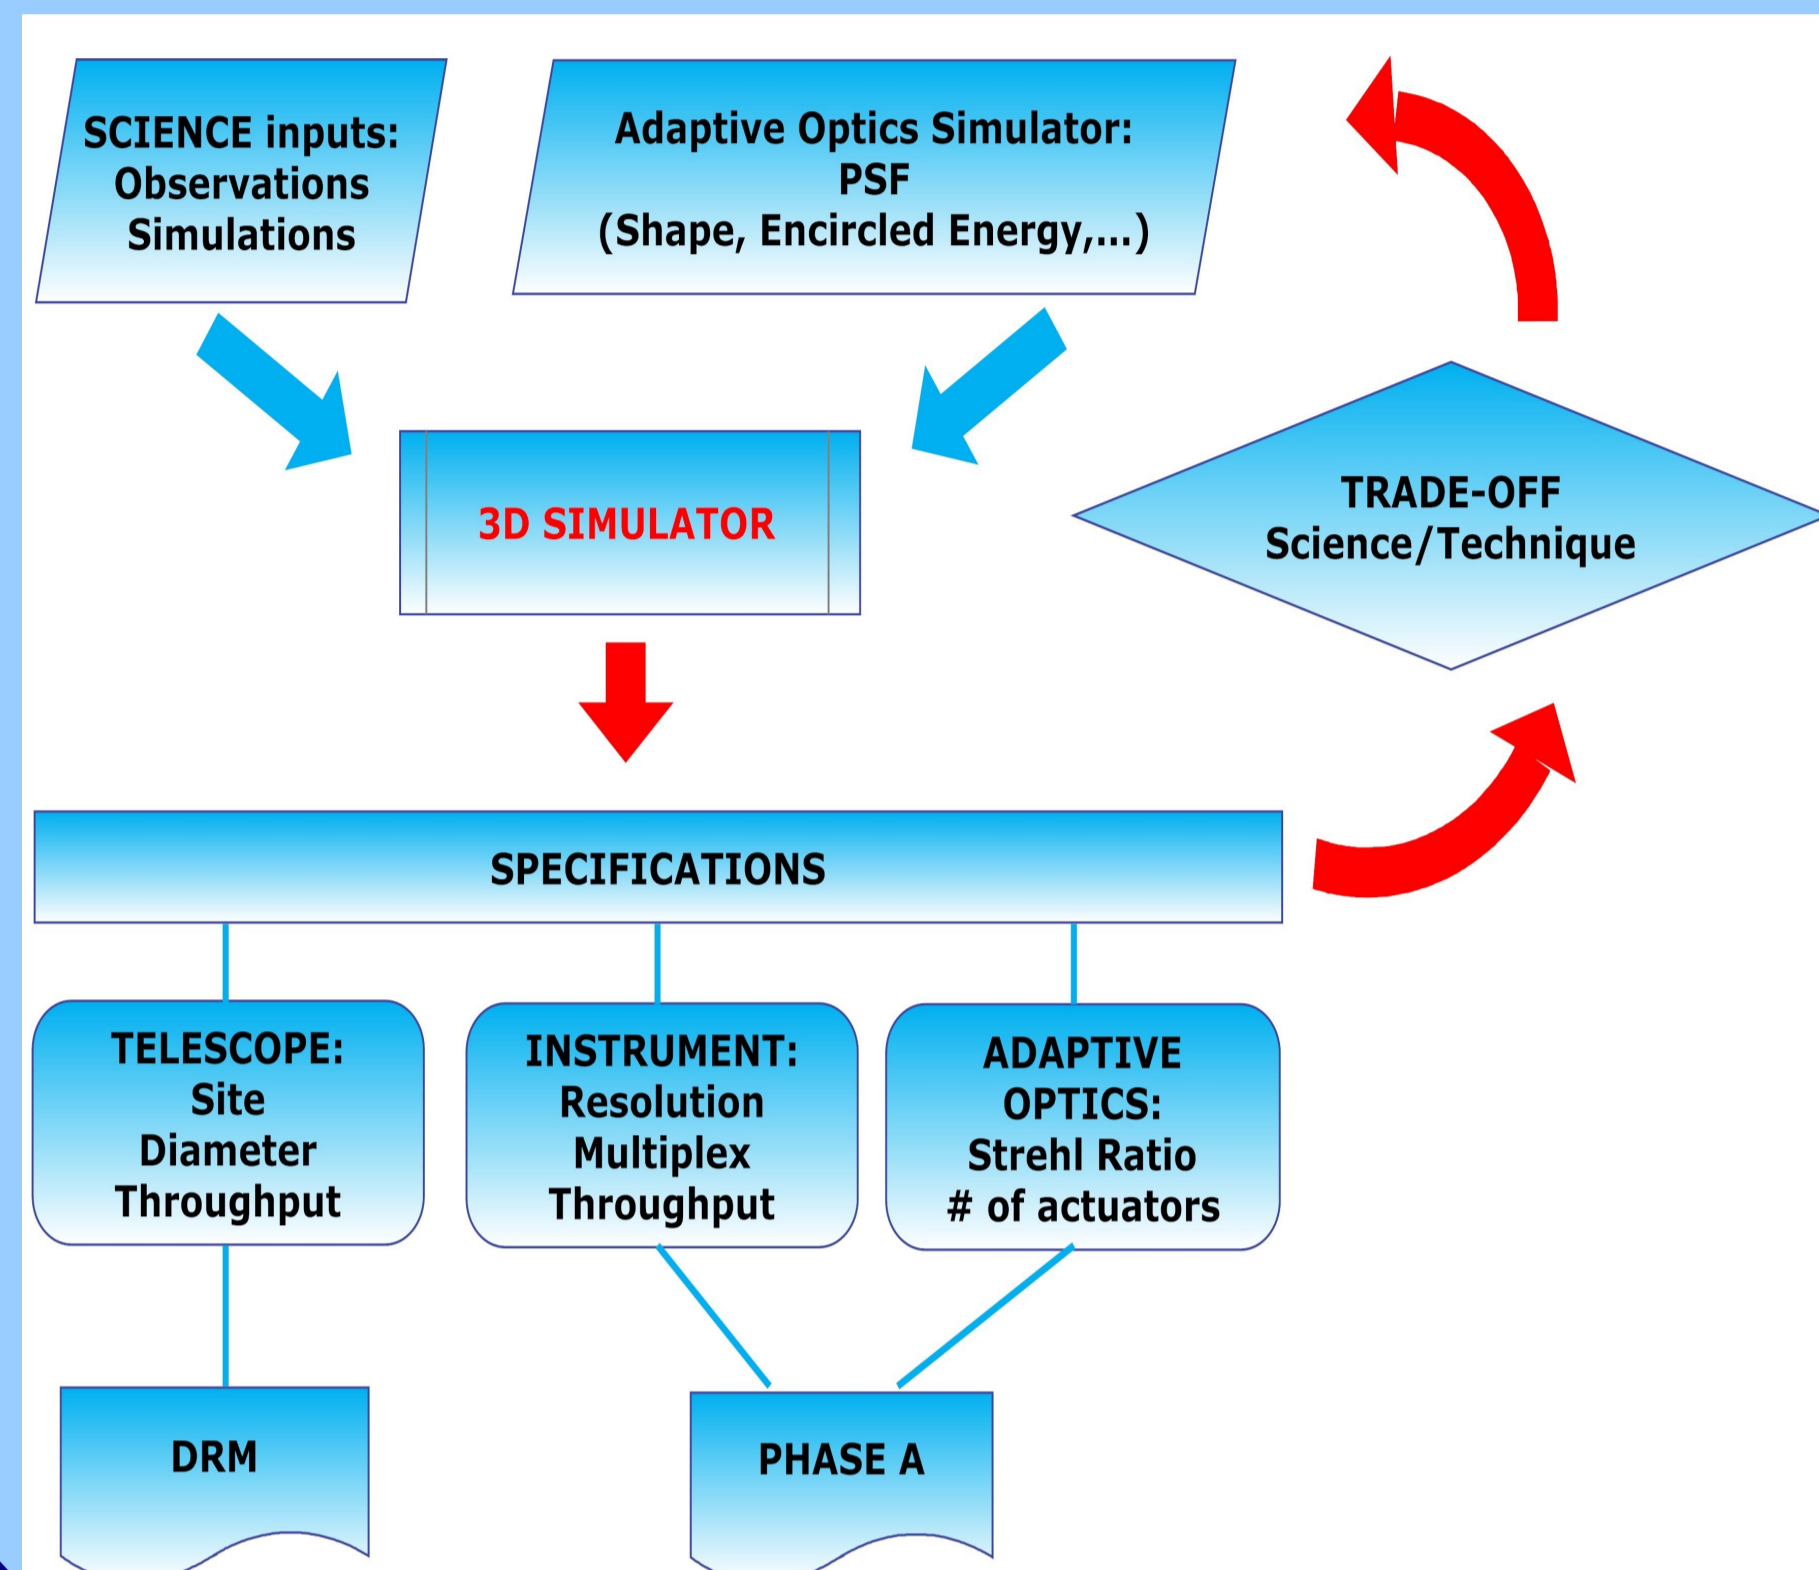 SCIENCE inputs:
Observations
Simulations
Adaptive Optics Simulator:
PSF
(Shape, Encircled Energy,...)
3D SIMULATOR
TRADE-OFF
Science/Technique
SPECIFICATIONS
TELESCOPE:
Site
Diameter
Throughput
INSTRUMENT:
Resolution
Multiplex
Throughput
ADAPTIVE
OPTICS:
Strehl Ratio
# of actuators
DRM
PHASE A